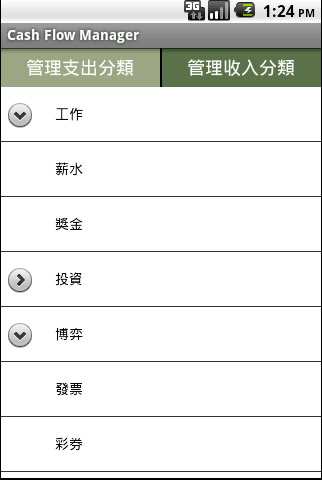 3G 1:24 PM
Cash Flow Manager
管理支出分類 管理收入分類
工作
薪水
獎金
投資
博弈
發票
彩券